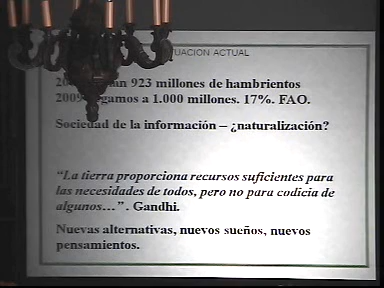 UACION ACTUAL
923 millones de hambrientos
2009 gamos a 1.000 millones. 17%. FAO.
Sociedad de la información – ¿naturalización?
“La tierra proporciona recursos suficientes para
las necesidades de todos, pero no para codicia de
algunos…” . Gandhi.
Nuevas alternativas, nuevos sueños, nuevos
pensamientos.